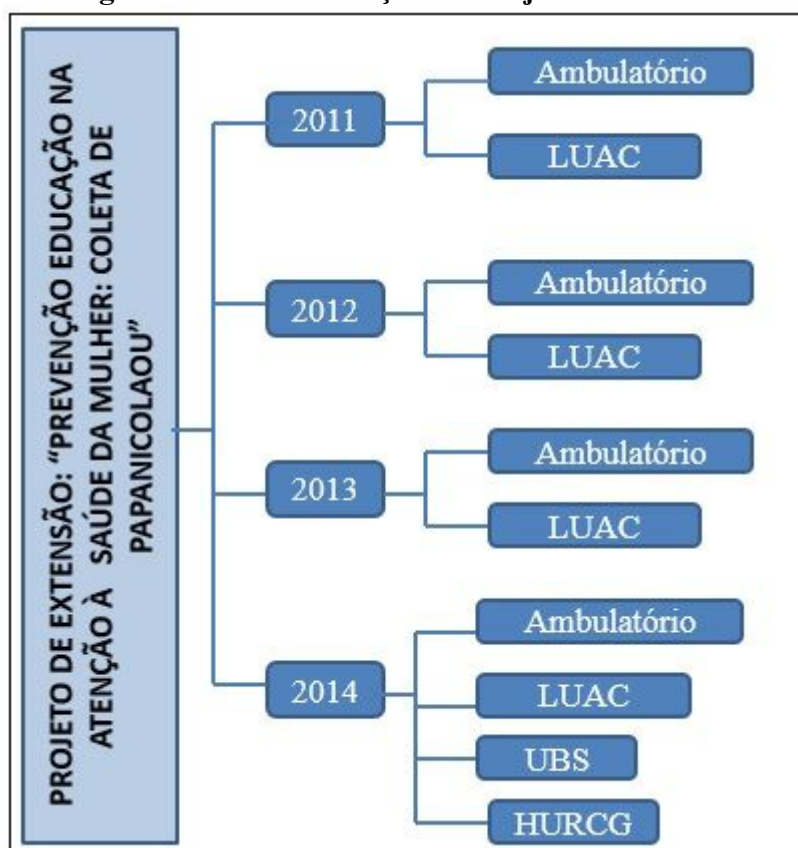 PROJETO DE EXTENSÃO: “PREVENÇÃO EDUCAÇÃO NA
ATENÇÃO À SAÚDE DA MULHER: COLETA DE
PAPANICOLAOU”
2011
Ambulatório
LUAC
2012
Ambulatório
LUAC
2013
Ambulatório
LUAC
2014
Ambulatório
LUAC
UBS
HURCG